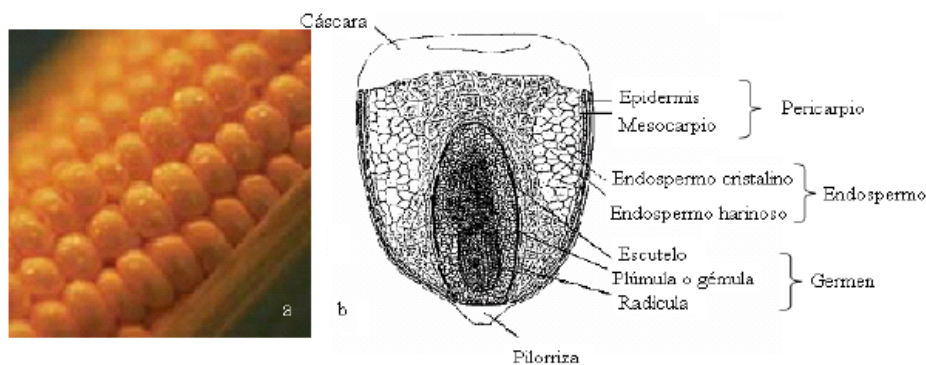 Cáscara
Epidermis
Mesocarpio
Pericarpio
Endospermo cristalino
Endospermo harinoso
Endospermo
Escutelo
Plúmula o gémula
Radícula
Germen
Pilorriza
a
b